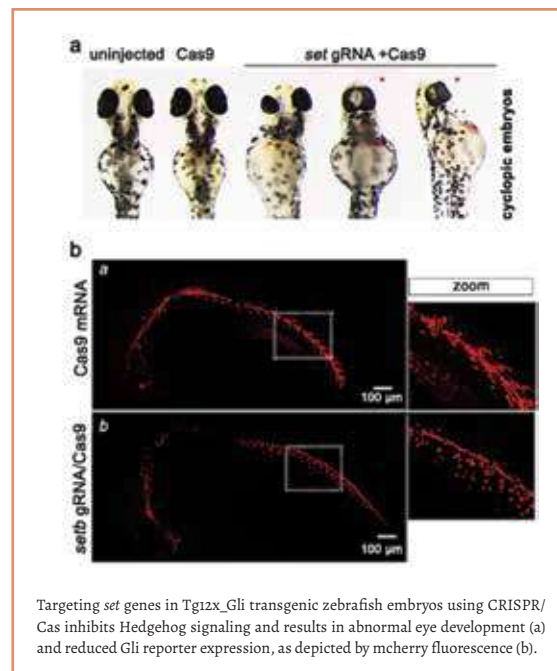 a
uninjected Cas9 set gRNA +Cas9
cyclopic embryos
b
a
Cas9 mRNA
zoom
100 µm
b
setb gRNA/Cas9
100 µm
Targeting set genes in Tg12x_Gli transgenic zebrafish embryos using CRISPR/
Cas inhibits Hedgehog signaling and results in abnormal eye development (a)
and reduced Gli reporter expression, as depicted by mcherry fluorescence (b).